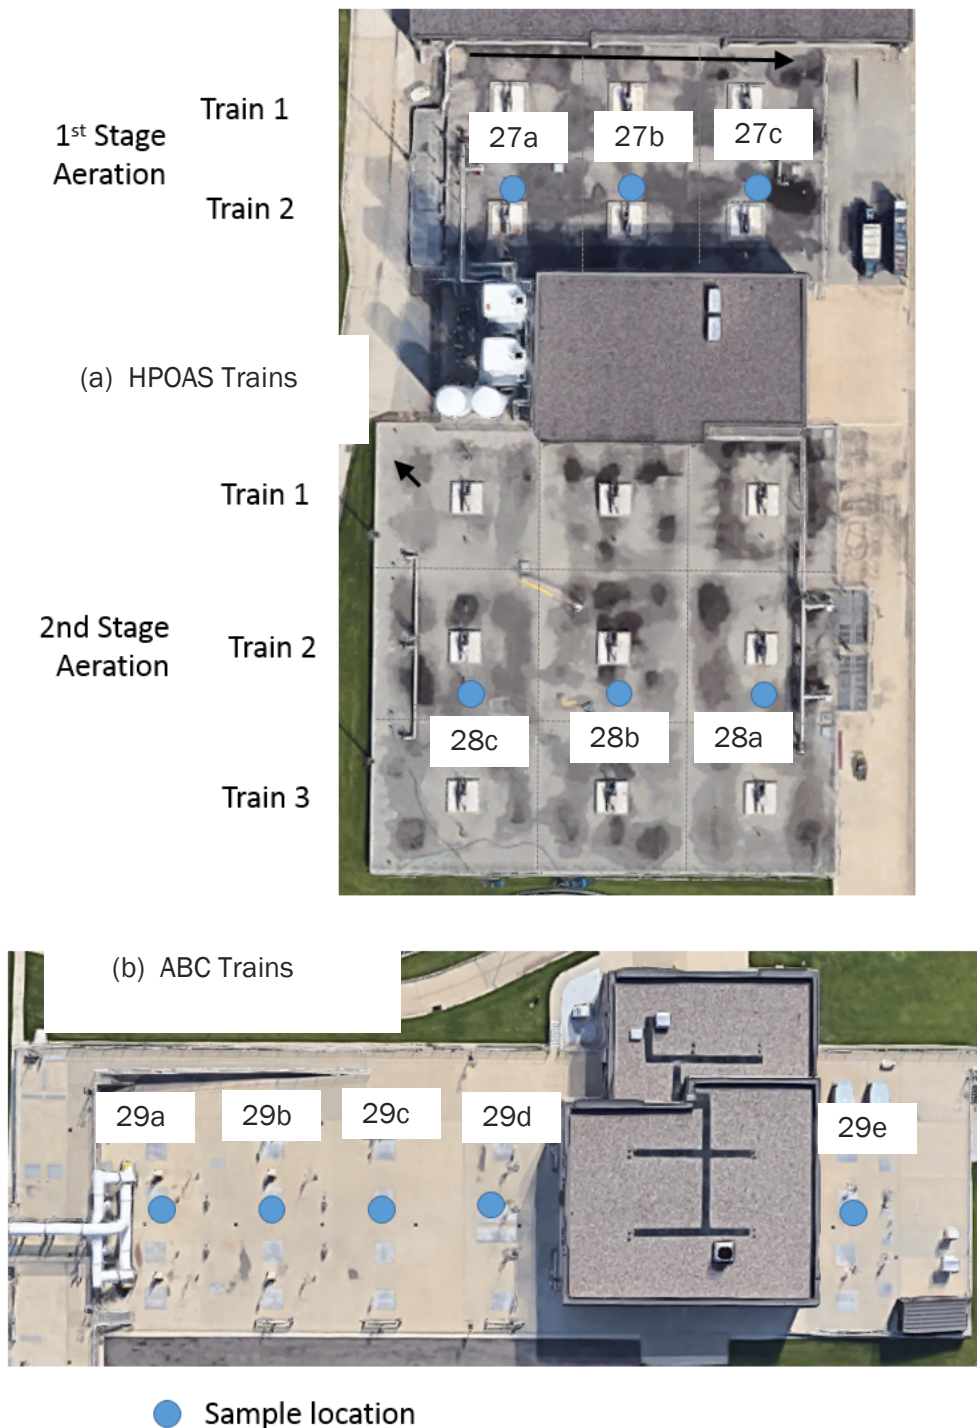 Train 1
1st Stage
Aeration
27a
27b
27c
Train 2
(a) HPOAS Trains
Train 1
2nd Stage
Aeration
Train 2
28c
28b
28a
Train 3
(b) ABC Trains
29a
29b
29c
29d
29e
Sample location